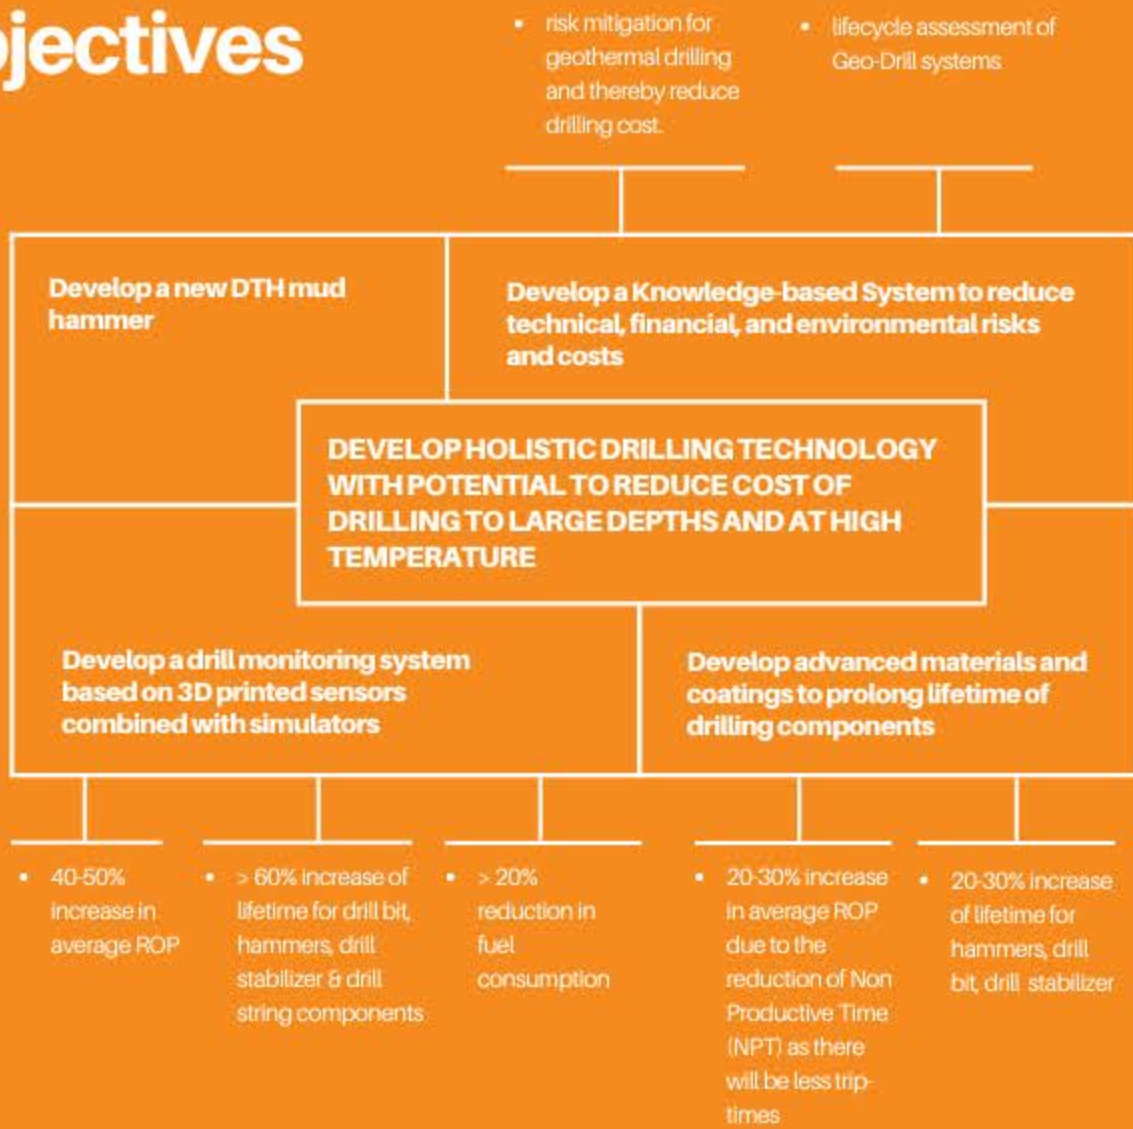 jectives
• risk mitigation for
geothermal drilling
and thereby reduce
drilling cost.
• lifecycle assessment of
Geo-Drill systems
Develop a new DTH mud
hammer
Develop a Knowledge-based System to reduce
technical, financial, and environmental risks
and costs
DEVELOP HOLISTIC DRILLING TECHNOLOGY
WITH POTENTIAL TO REDUCE COST OF
DRILLING TO LARGE DEPTHS AND AT HIGH
TEMPERATURE
Develop a drill monitoring system
based on 3D printed sensors
combined with simulators
Develop advanced materials and
coatings to prolong lifetime of
drilling components
• 40-50%
increase in
average ROP
• > 60% increase of
lifetime for drill bit,
hammers, drill
stabilizer & drill
string components
• > 20%
reduction in
fuel
consumption
• 20-30% increase
in average ROP
due to the
reduction of Non
Productive Time
(NPT) as there
will be less trip-
times
• 20-30% increase
of lifetime for
hammers, drill
bit, drill stabilizer